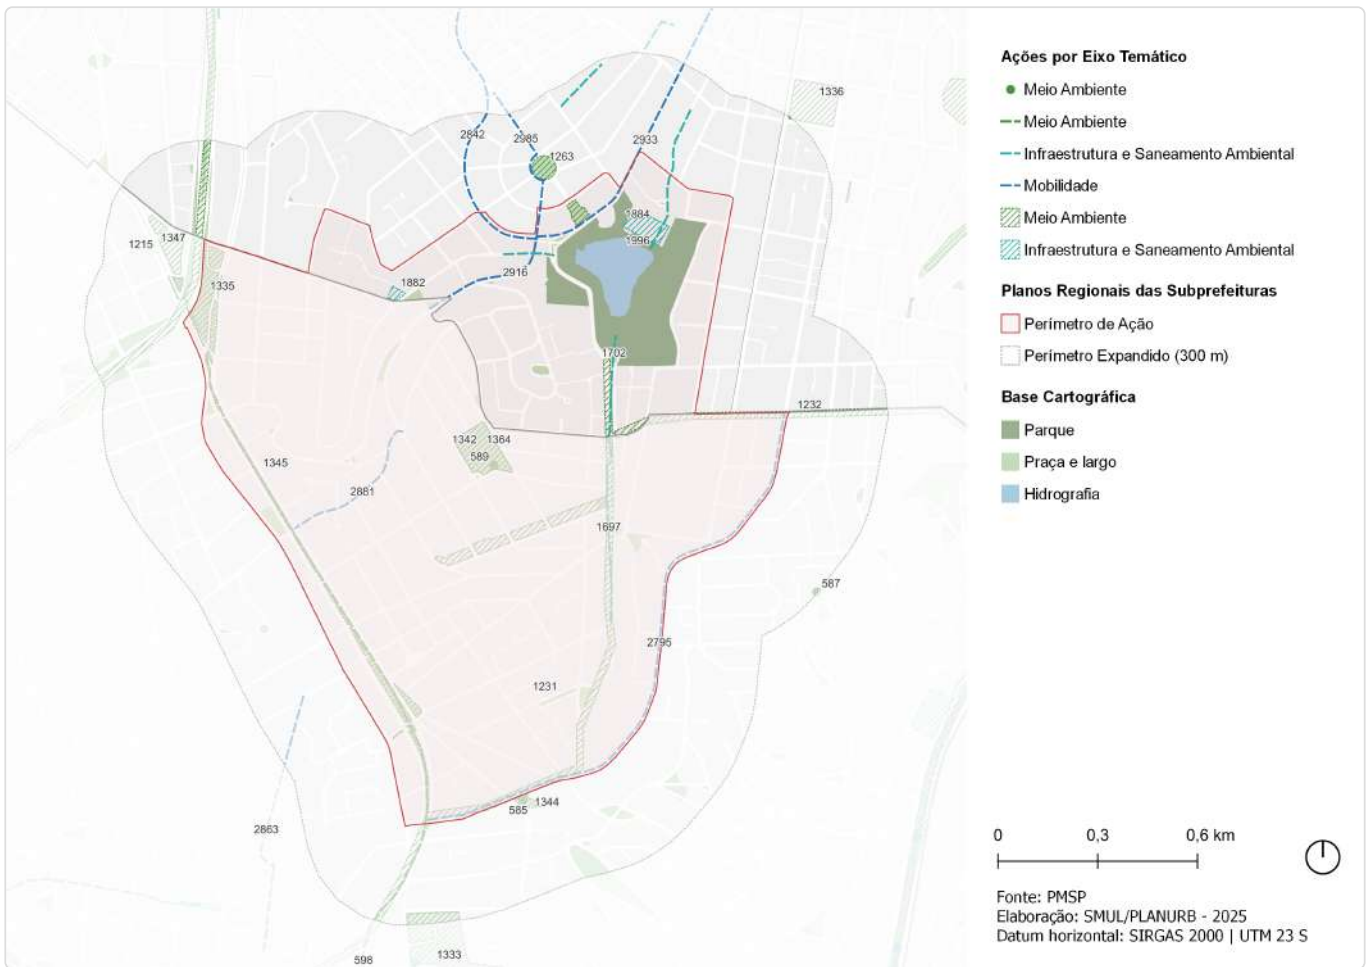 Ações por Eixo Temático
Meio Ambiente
Meio Ambiente
Infraestrutura e Saneamento Ambiental
Mobilidade
Meio Ambiente
Infraestrutura e Saneamento Ambiental
Planos Regionais das Subprefeituras
Perímetro de Ação
Perímetro Expandido (300 m)
Base Cartográfica
Parque
Praça e largo
Hidrografia
1336
2842
2985
2933
1263
1884
1215
1347
1996
2916
1335
1882
1702
1232
1342
1364
589
1345
2881
1697
587
2795
1231
1344
585
2863
1333
598
0
0,3
0,6 km
Fonte: PMSP
Elaboração: SMUL/PLANURB - 2025
Datum horizontal: SIRGAS 2000 | UTM 23 S